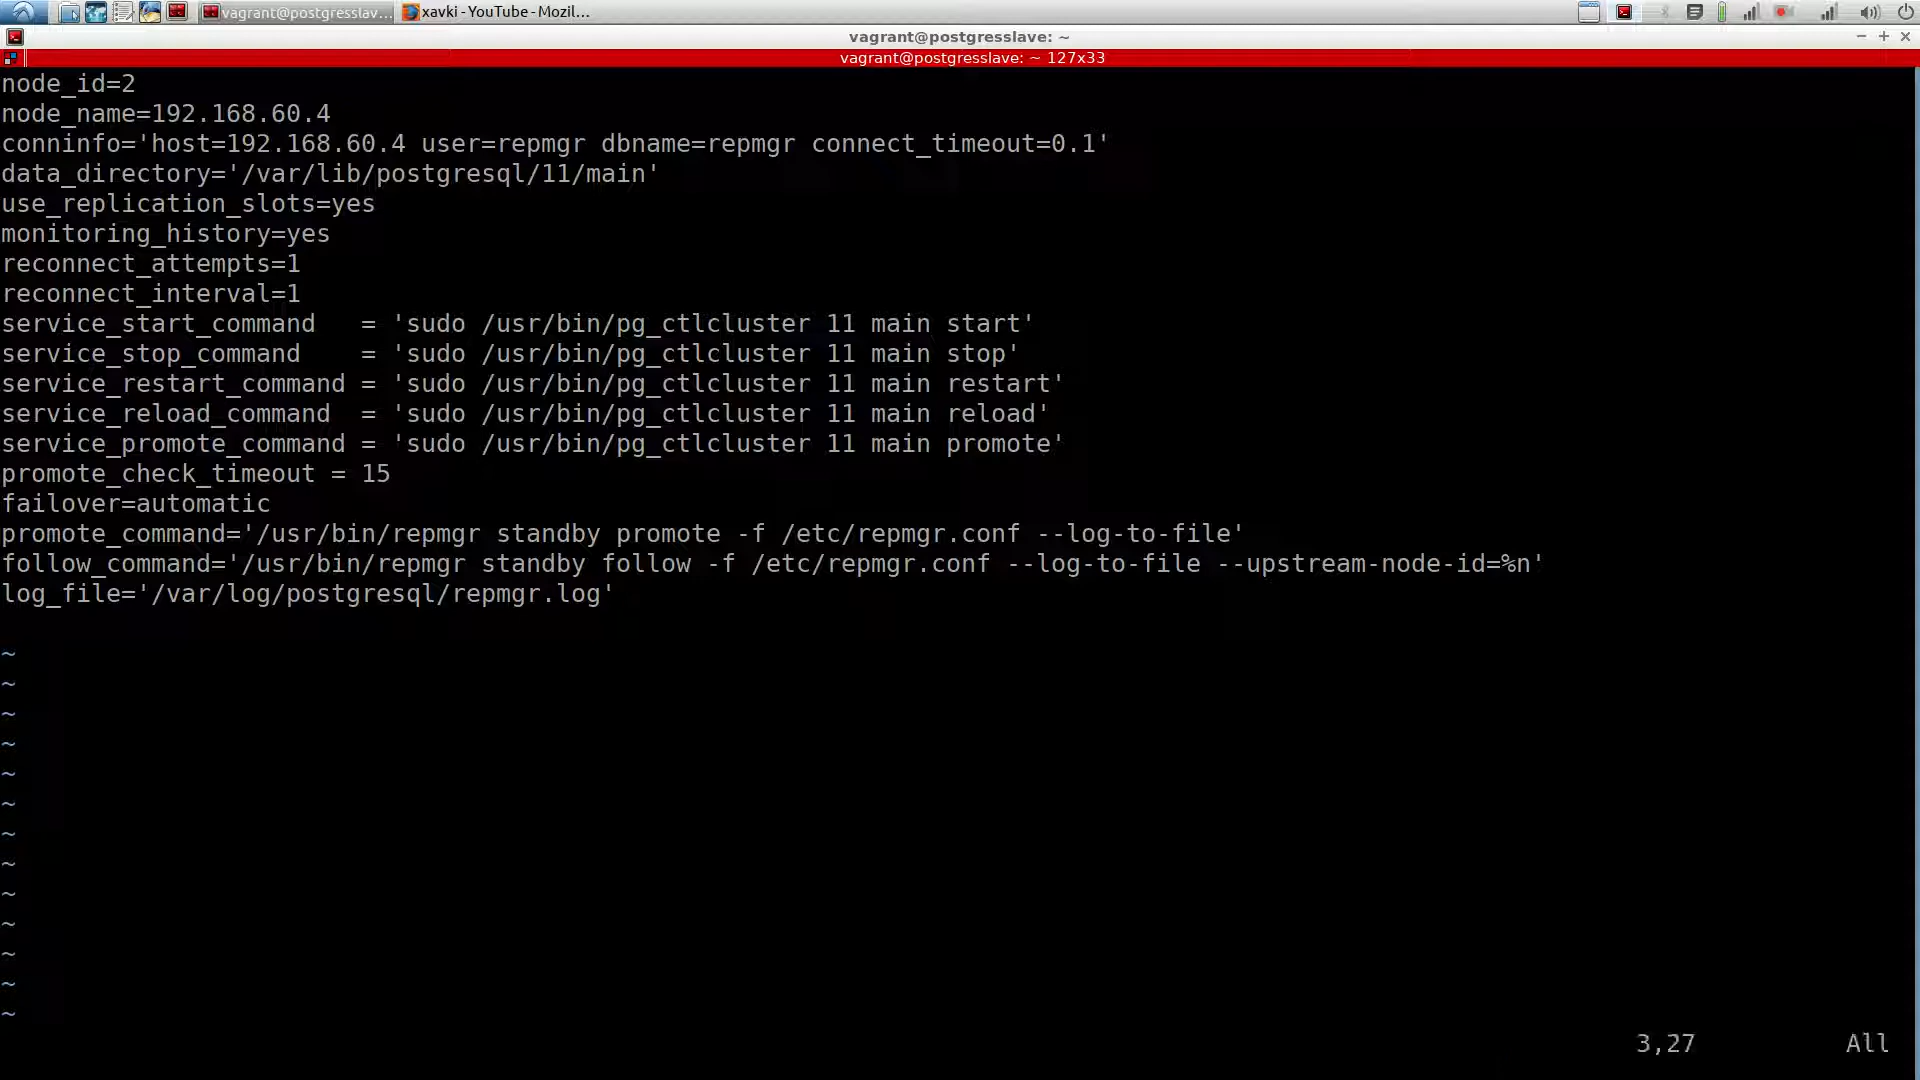 vagrant@postgresslav...
xavki - YouTube - Mozil...
vagrant@postgresslave: ~
vagrant@postgresslave: ~ 127x33
node_id=2
node_name=192.168.60.4
conninfo='host=192.168.60.4 user=repmgr dbname=repmgr connect_timeout=0.1'
data_directory='/var/lib/postgresql/11/main'
use_replication_slots=yes
monitoring_history=yes
reconnect_attempts=1
reconnect_interval=1
service_start_command   = 'sudo /usr/bin/pg_ctlcluster 11 main start'
service_stop_command    = 'sudo /usr/bin/pg_ctlcluster 11 main stop'
service_restart_command = 'sudo /usr/bin/pg_ctlcluster 11 main restart'
service_reload_command  = 'sudo /usr/bin/pg_ctlcluster 11 main reload'
service_promote_command = 'sudo /usr/bin/pg_ctlcluster 11 main promote'
promote_check_timeout = 15
failover=automatic
promote_command='/usr/bin/repmgr standby promote -f /etc/repmgr.conf --log-to-file'
follow_command='/usr/bin/repmgr standby follow -f /etc/repmgr.conf --log-to-file --upstream-node-id=%n'
log_file='/var/log/postgresql/repmgr.log'
~
~
~
~
~
~
~
~
~
~
~
~
~
3,27 All